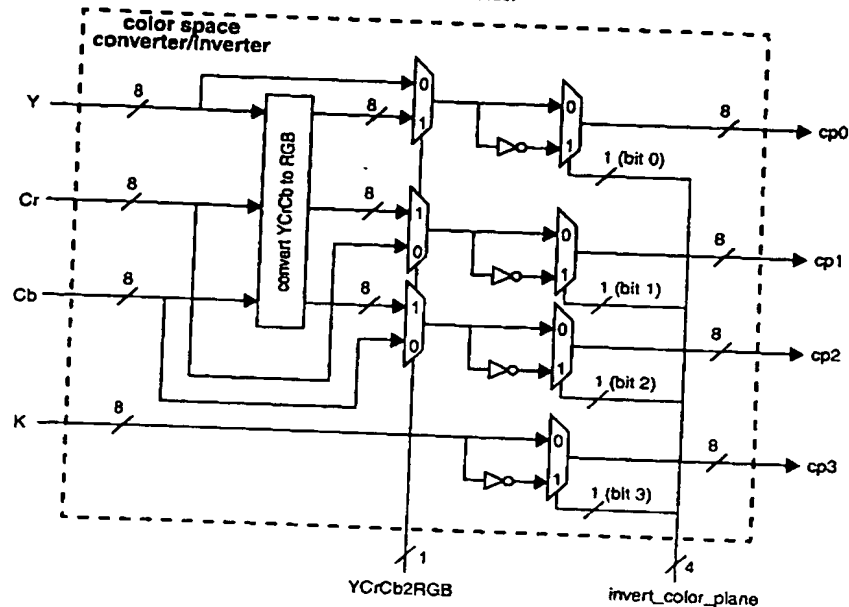 color space
converter/inverter
Y
8
0
8
1
0
1
8
cp0
1 (bit 0)
convert YCrCb to RGB
Cr
8
8
1
0
0
1
8
cp1
1 (bit 1)
Cb
8
8
1
0
0
1
8
cp2
1 (bit 2)
K
8
0
1
8
cp3
1 (bit 3)
1
YCrCb2RGB
4
invert_color_plane